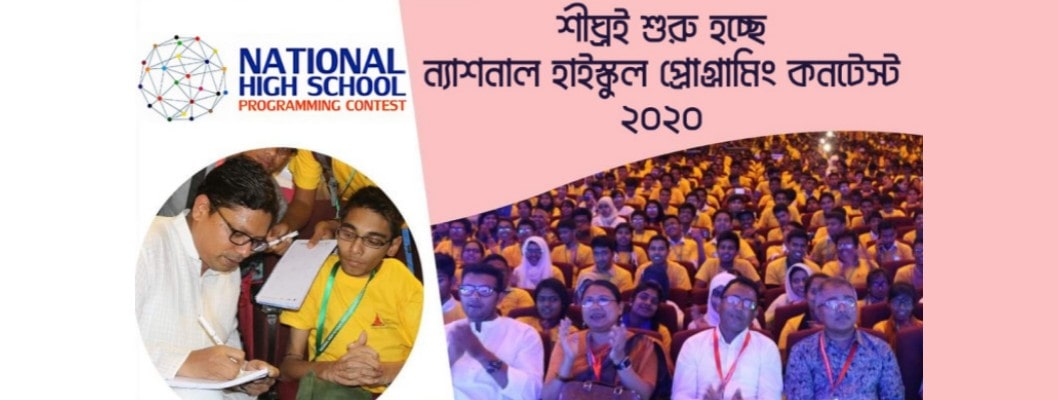 NATIONAL
HIGH SCHOOL
PROGRAMMING CONTEST
শীঘ্রই শুরু হচ্ছে
ন্যাশনাল হাইস্কুল প্রোগ্রামিং কনটেস্ট
২০২০